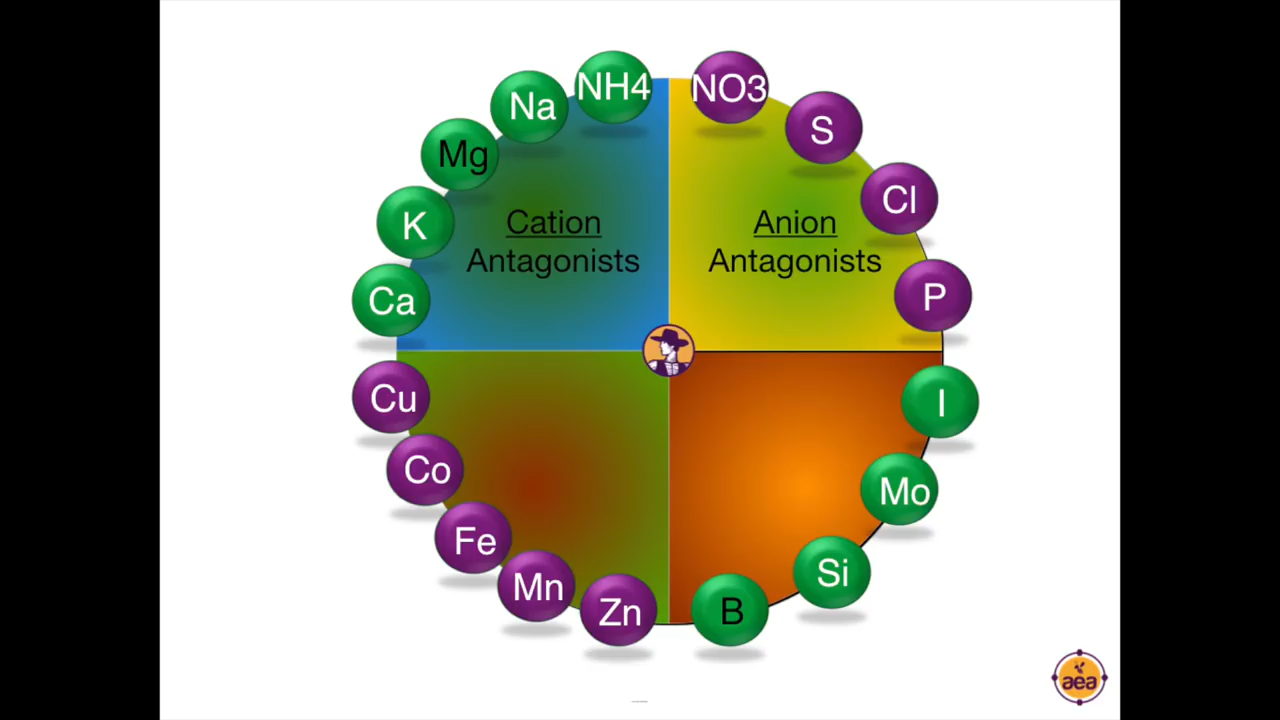 NH4
NO3
Na
S
Mg
Cl
K
Cation
Antagonists
Anion
Antagonists
Ca
P
Cu
I
Co
Mo
Fe
Si
Mn
Zn
B
aea